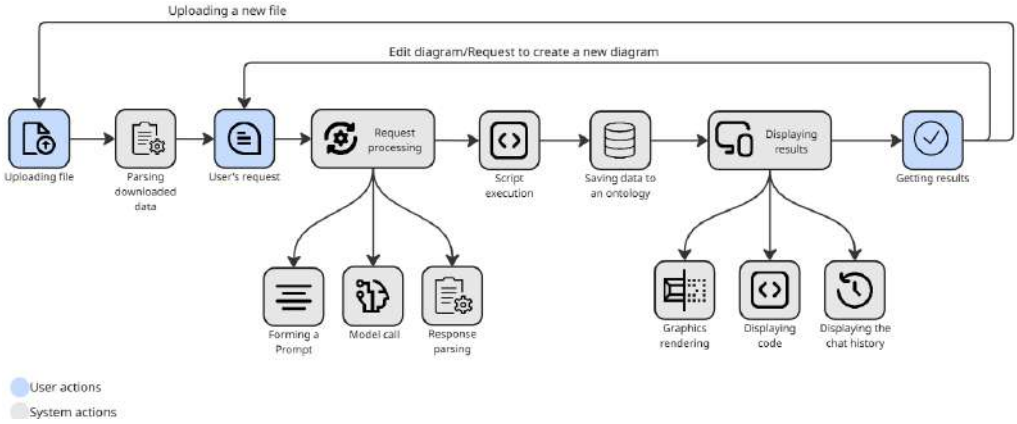 Uploading a new file
Edit diagram/Request to create a new diagram
Request
processing
Displaying
results
Uploading file
Parsing
downloaded
data
User's request
Script
execution
Saving data to
an ontology
Getting results
Forming a
Prompt
Model call
Response
parsing
Graphics
rendering
Displaying
code
Displaying the
chat history
User actions
System actions